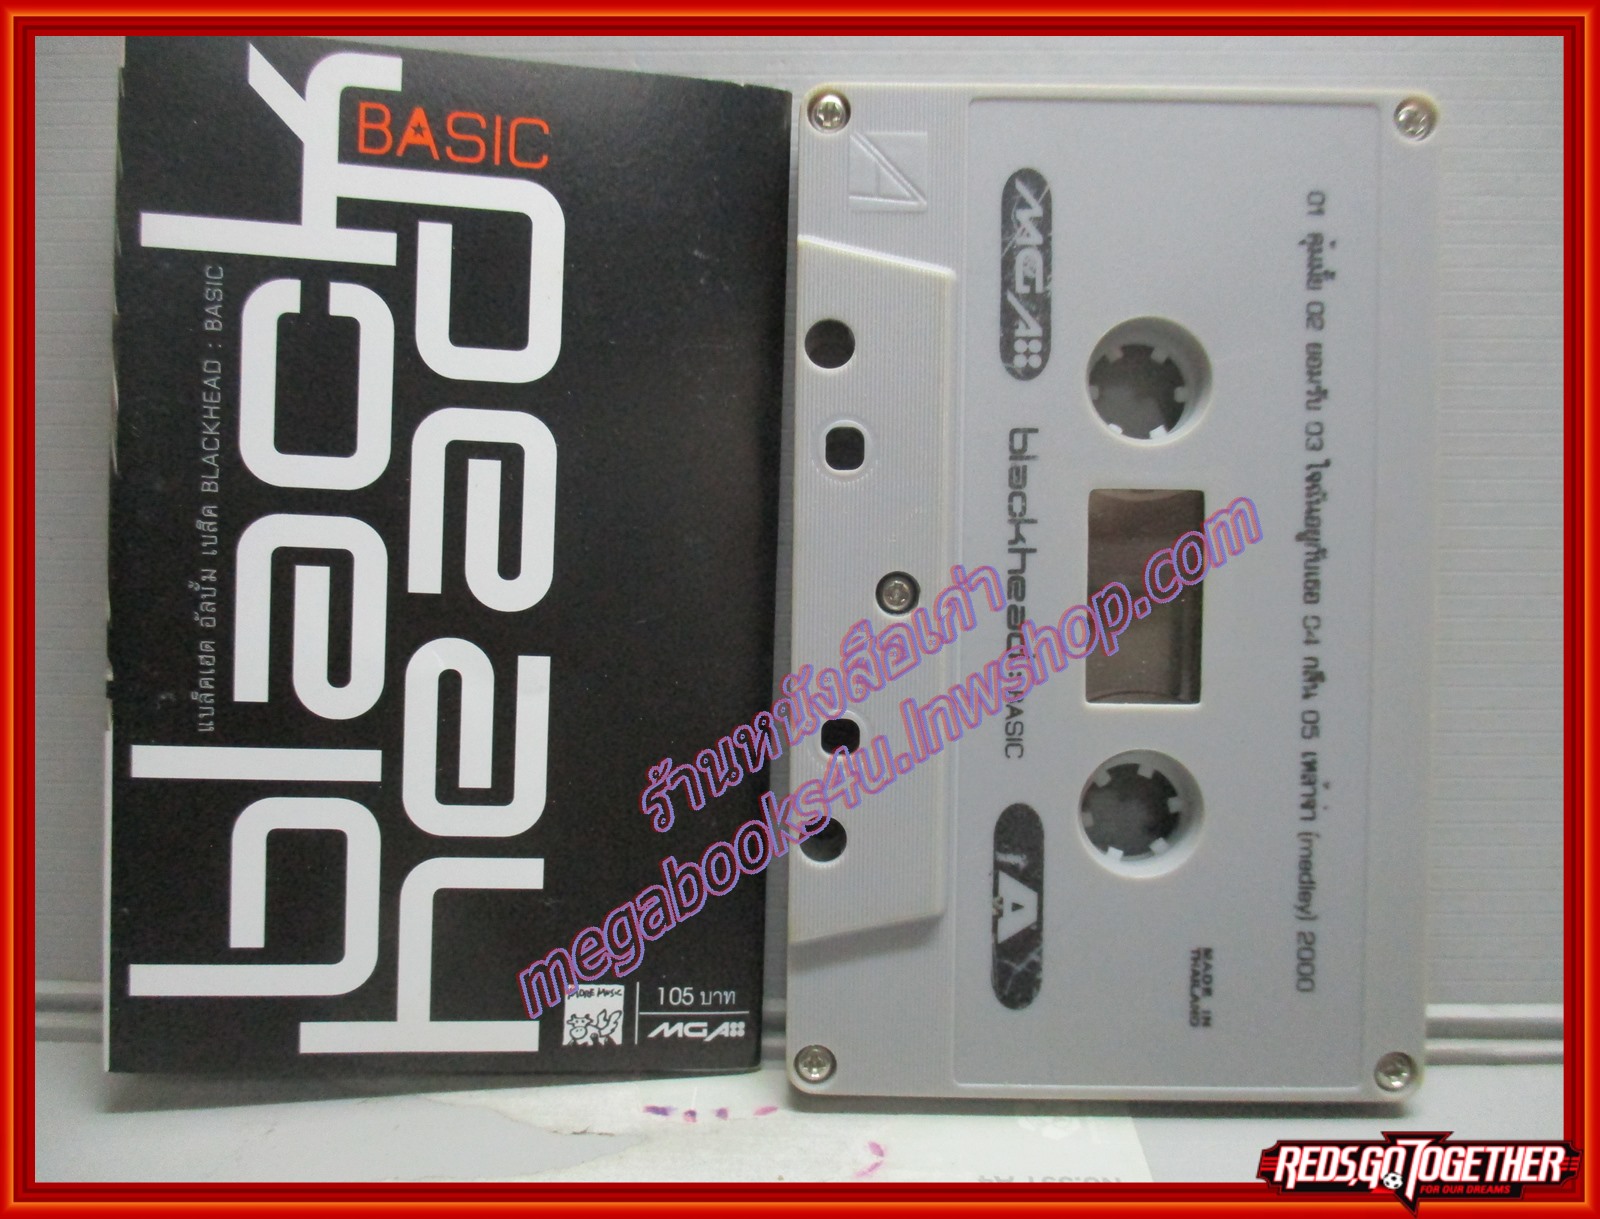 black
head
BASIC
แบล็คเฮด อัลบั้ม เบสิค BLACKHEAD : BASIC
MORE MUSIC
105 บาท
MGA
MGA
blackhead : BASIC
A
A
01 คุ้มมั้ย 02 ยอมรับ 03 ใจฉันอยู่กับเธอ 04 กลืน 05 เหล้าจ๋า (medley) 2000
MADE IN
THAILAND
ร้านหนังสือเก่า
megabooks4u.lnwshop.com
REDS,GO TOGETHER
FOR OUR DREAMS